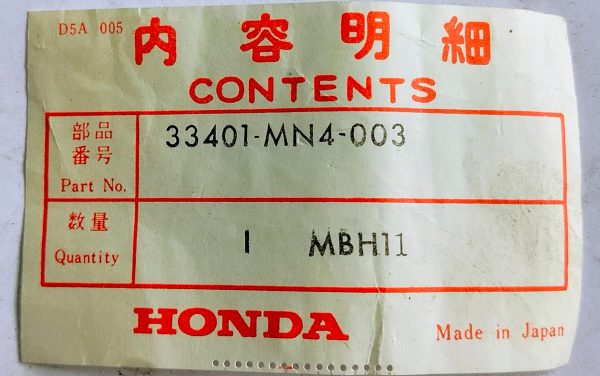 D5A 005
内容明細
CONTENTS
部品
番号
Part No.
33401-MN4-003
数量
Quantity
1 MBH11
HONDA
Made in Japan